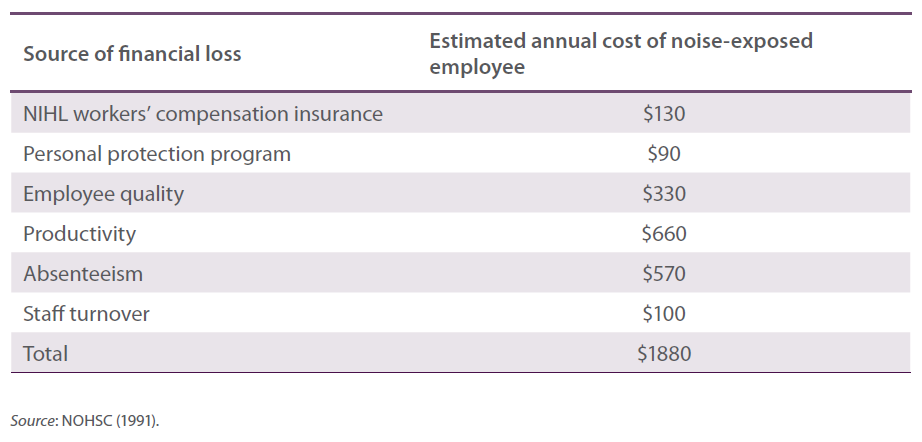 Source of financial loss Estimated annual cost of noise-exposed
employee
NIHL workers’ compensation insurance $130
Personal protection program $90
Employee quality $330
Productivity $660
Absenteeism $570
Staff turnover $100
Total $1880
Source: NOHSC (1991).